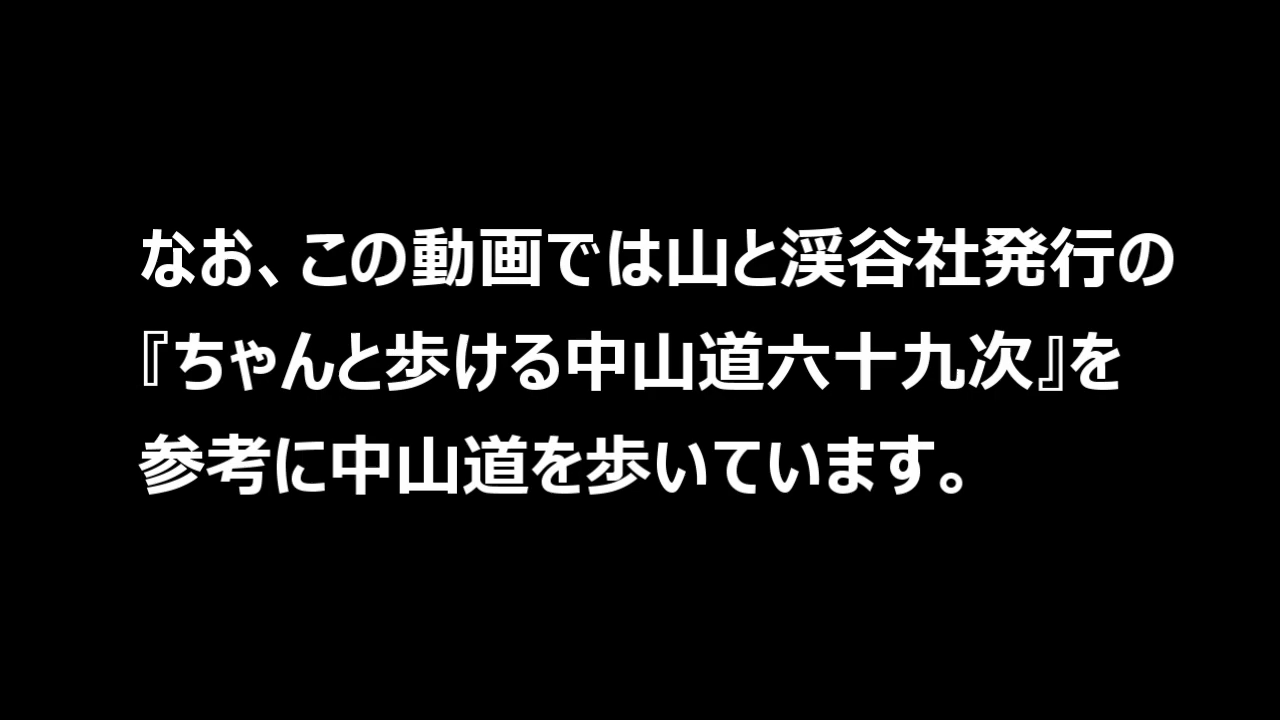 なお、この動画では山と渓谷社発行の
『ちゃんと歩ける中山道六十九次』を
参考に中山道を歩いています。